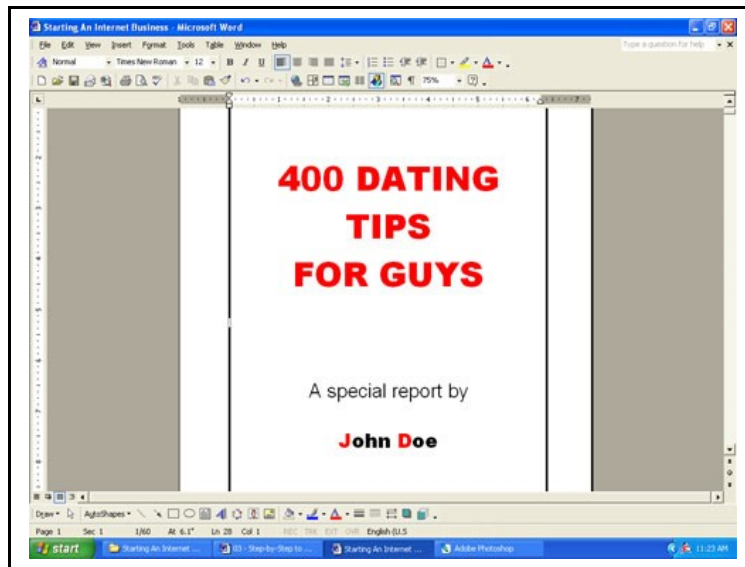 Starting An Internet Business - Microsoft Word
File Edit View Insert Format Tools Table Window Help Type a question for help
Normal Times New Roman 12 B I U
75%
400 DATING
TIPS
FOR GUYS
A special report by
John Doe
Draw AutoShapes
Page 1 Sec 1 1/60 At 6.1" Ln 28 Col 1 REC TRK EXT OVR English (U.S
start Starting An Internet ... 03 - Step-by-Step to ... Starting An Internet ... Adobe Photoshop 11:23 AM